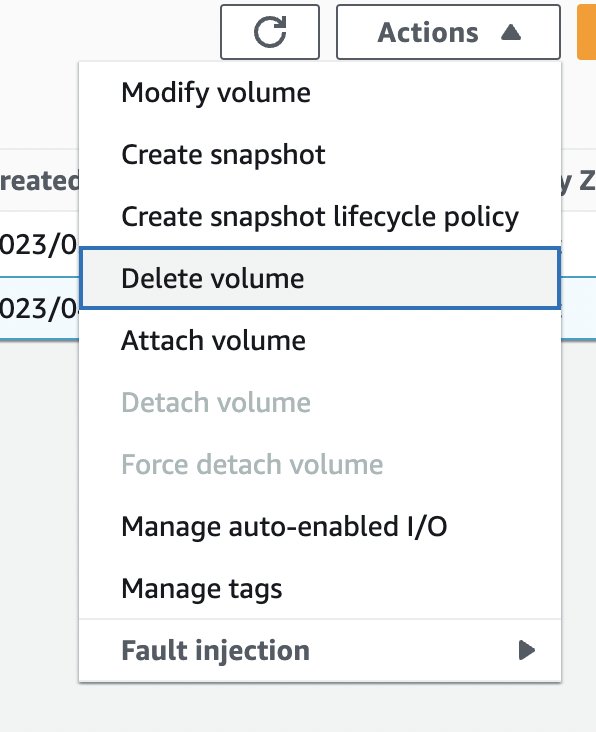 Actions
Modify volume
Create snapshot
reated
y Z
Create snapshot lifecycle policy
023/0
Delete volume
023/0
Attach volume
Detach volume
Force detach volume
Manage auto-enabled I/O
Manage tags
Fault injection